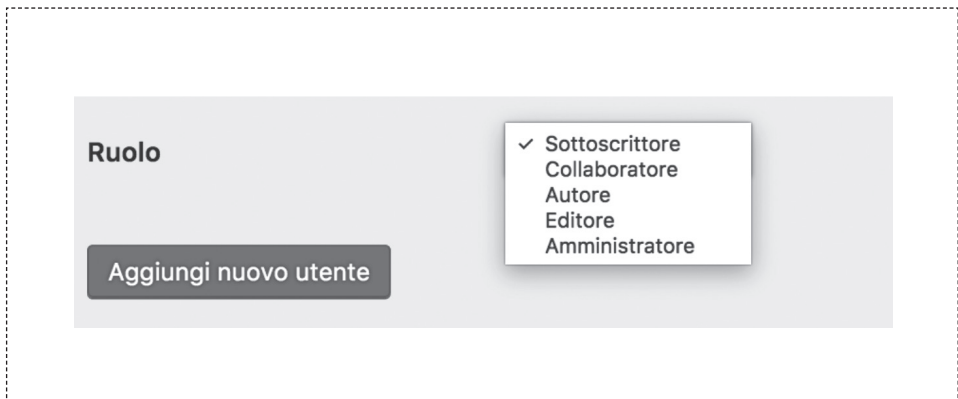 Ruolo
Sottoscrittore
Collaboratore
Autore
Editore
Amministratore
Aggiungi nuovo utente